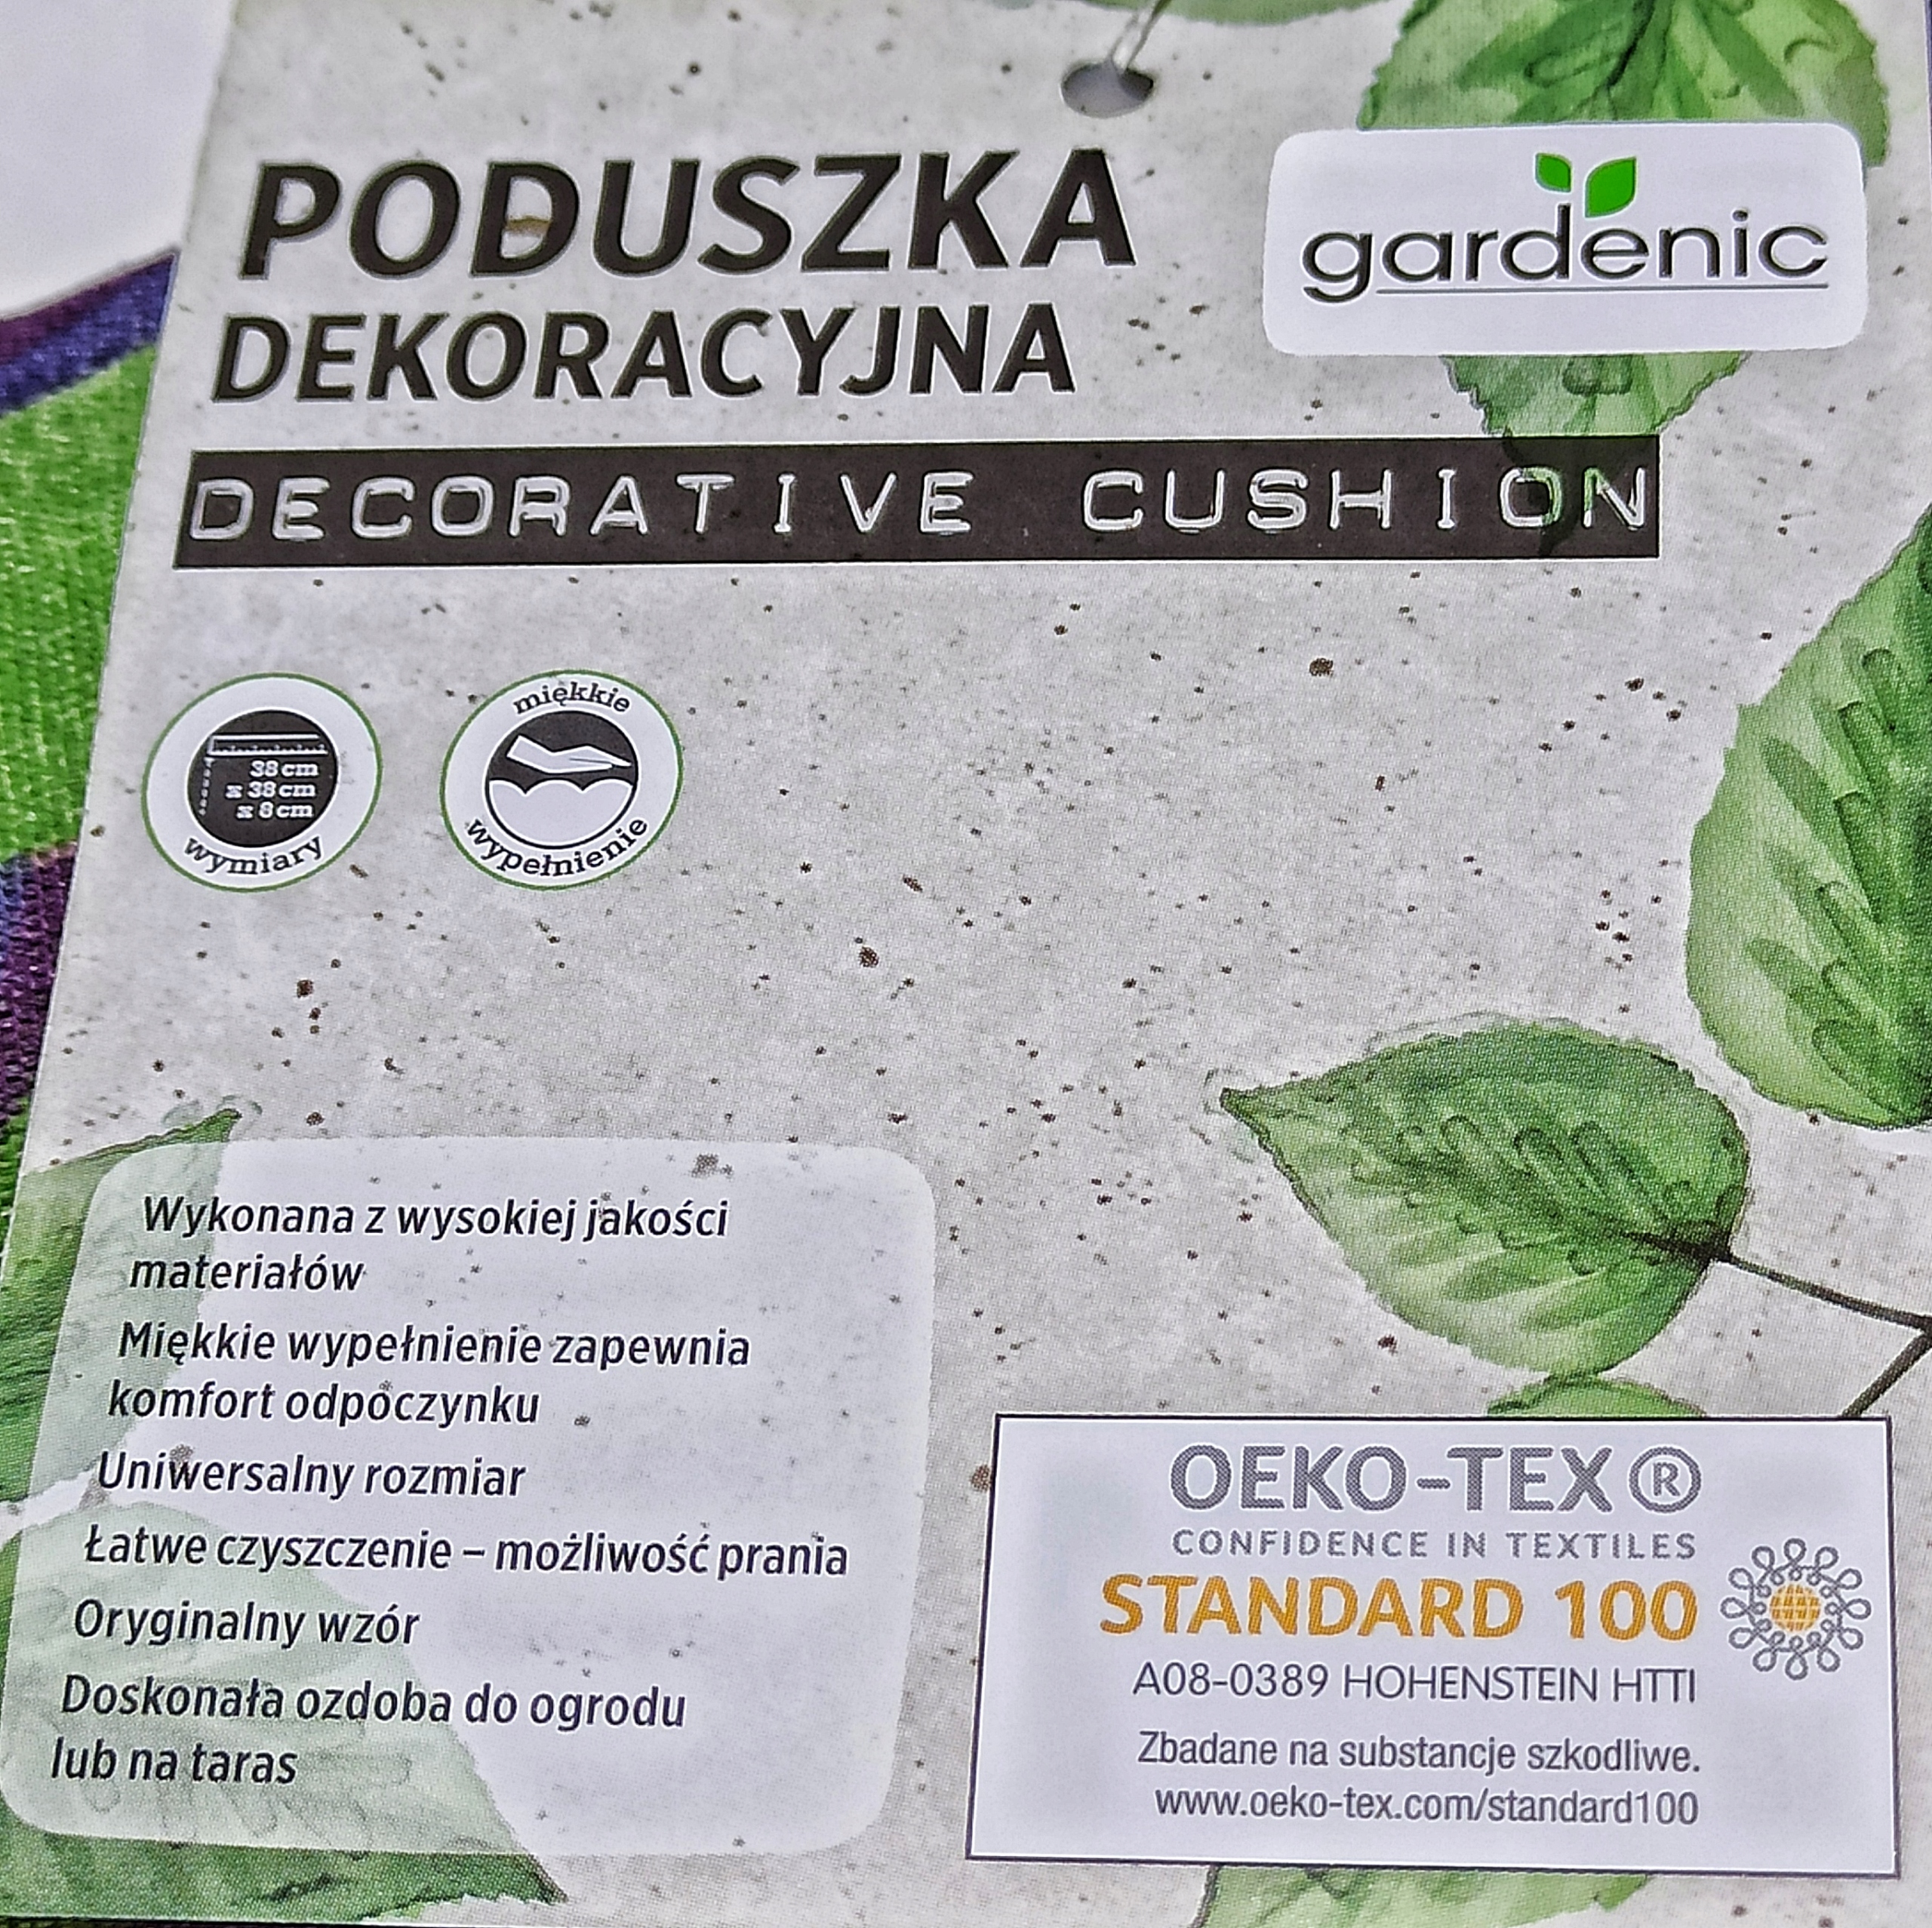 PODUSZKA
DEKORACYJNA
gardenic
DECORATIVE CUSHION
38 cm
x 38 cm
x 8 cm
wymiary
miękkie
wypełnienie
Wykonana z wysokiej jakości
materiałów
Miękkie wypełnienie zapewnia
komfort odpoczynku
Uniwersalny rozmiar
Łatwe czyszczenie – możliwość prania
Oryginalny wzór
Doskonała ozdoba do ogrodu
lub na taras
OEKO-TEX®
CONFIDENCE IN TEXTILES
STANDARD 100
A08-0389 HOHENSTEIN HTTI
Zbadane na substancje szkodliwe.
www.oeko-tex.com/standard100